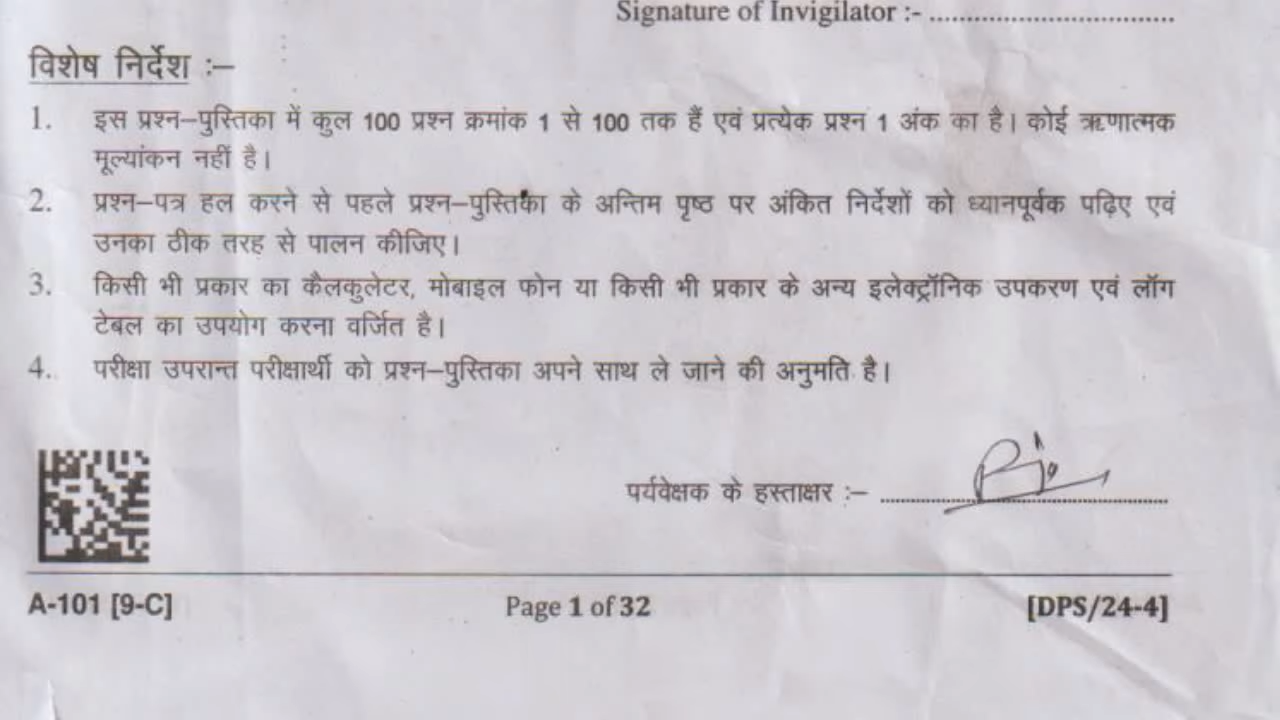 Signature of Invigilator :- ................................
विशेष निर्देश :–
1. इस प्रश्न–पुस्तिका में कुल 100 प्रश्न क्रमांक 1 से 100 तक हैं एवं प्रत्येक प्रश्न 1 अंक का है। कोई ऋणात्मक
मूल्यांकन नहीं है।
2. प्रश्न–पत्र हल करने से पहले प्रश्न–पुस्तिका के अन्तिम पृष्ठ पर अंकित निर्देशों को ध्यानपूर्वक पढ़िए एवं
उनका ठीक तरह से पालन कीजिए।
3. किसी भी प्रकार का कैलकुलेटर, मोबाइल फोन या किसी भी प्रकार के अन्य इलेक्ट्रॉनिक उपकरण एवं लॉग
टेबल का उपयोग करना वर्जित है।
4. परीक्षा उपरान्त परीक्षार्थी को प्रश्न–पुस्तिका अपने साथ ले जाने की अनुमति है।
पर्यवेक्षक के हस्ताक्षर :– ................................
A-101 [9-C] Page 1 of 32 [DPS/24-4]